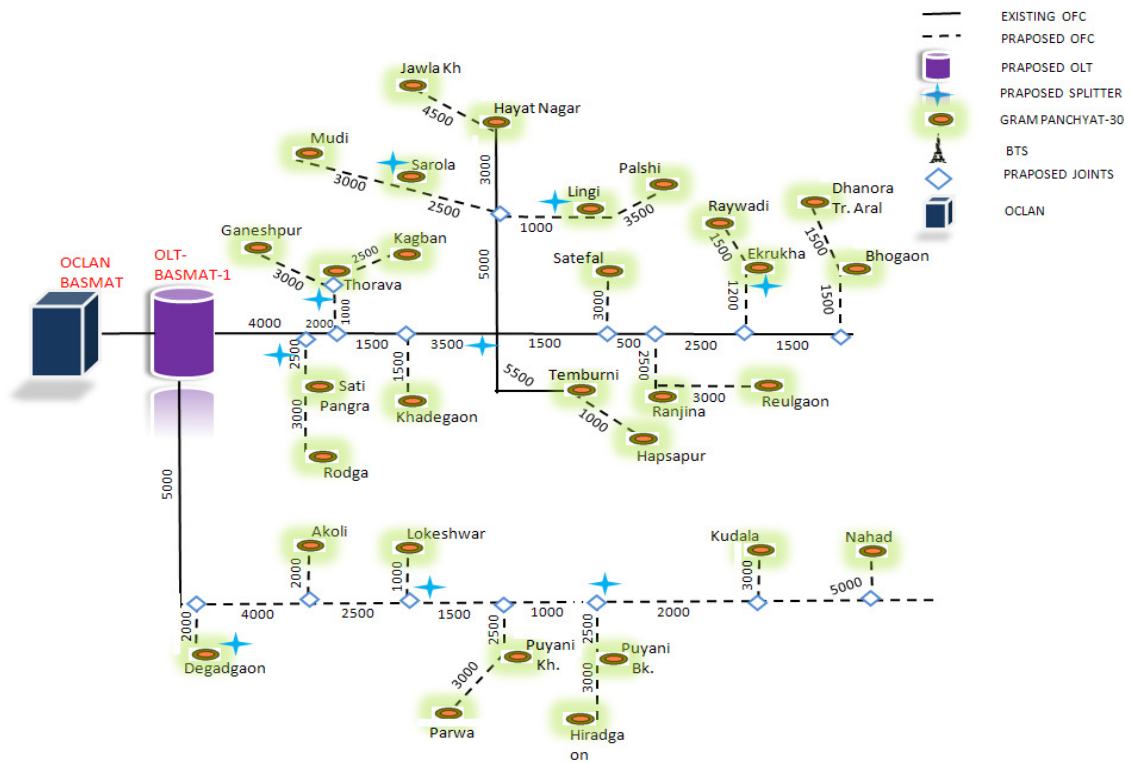 EXISTING OFC
PRAPOSED OFC
PRAPOSED OLT
PRAPOSED SPLITTER
GRAM PANCHYAT-30
BTS
PRAPOSED JOINTS
OCLAN
Jawla Kh
4500
Hayat Nagar
Mudi
Sarola
3000
3000
2500
Lingi
Palshi
1000
3500
Raywadi
1500
Dhanora
Tr. Aral
1500
Ganeshpur
Kagban
2500
3000
Thorava
1000
5000
Satefal
3000
Ekrukha
1200
Bhogaon
1500
OCLAN
BASMAT
OLT-
BASMAT-1
4000
2000
1500
3500
1500
500
2500
1500
2500
1500
5500
2500
Sati
Pangra
Khadegaon
Temburni
Ranjina
3000
Reulgaon
3000
1000
Rodga
Hapsapur
5000
Akoli
Lokeshwar
Kudala
Nahad
2000
1000
3000
5000
4000
2500
1500
1000
2000
2000
Degadgaon
2500
Puyani
Kh.
3000
Parwa
2500
Puyani
Bk.
3000
Hiradga
on